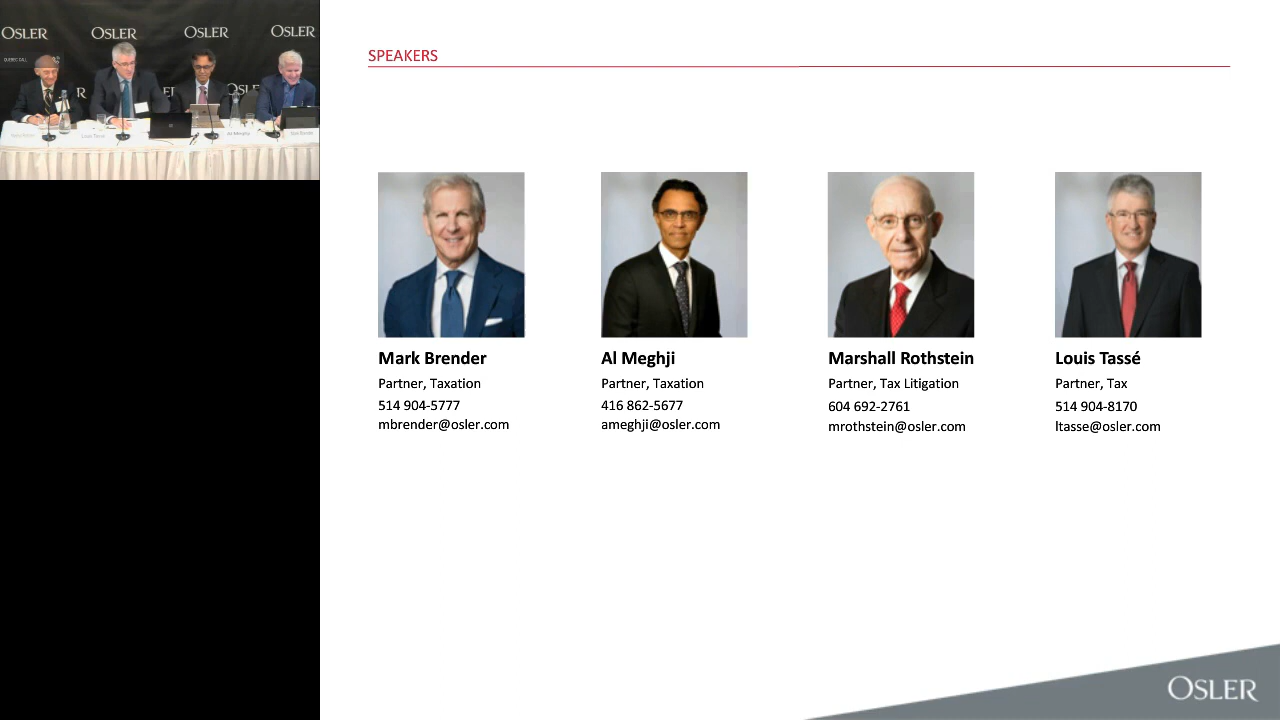 OSLER
OSLER
OSLER
OSLER
SPEAKERS
Mark Brender
Partner, Taxation
514 904-5777
mbrender@osler.com
Al Meghji
Partner, Taxation
416 862-5677
ameghji@osler.com
Marshall Rothstein
Partner, Tax Litigation
604 692-2761
mrothstein@osler.com
Louis Tassé
Partner, Tax
514 904-8170
ltasse@osler.com
OSLER